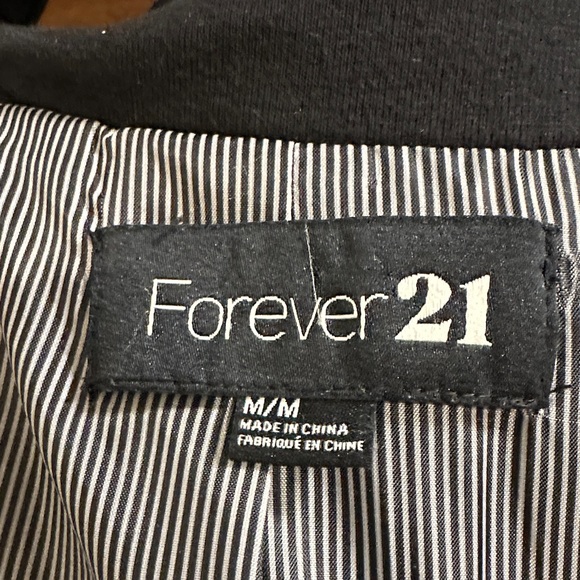 Forever 21
M/M
MADE IN CHINA
FABRIQUÉ EN CHINE